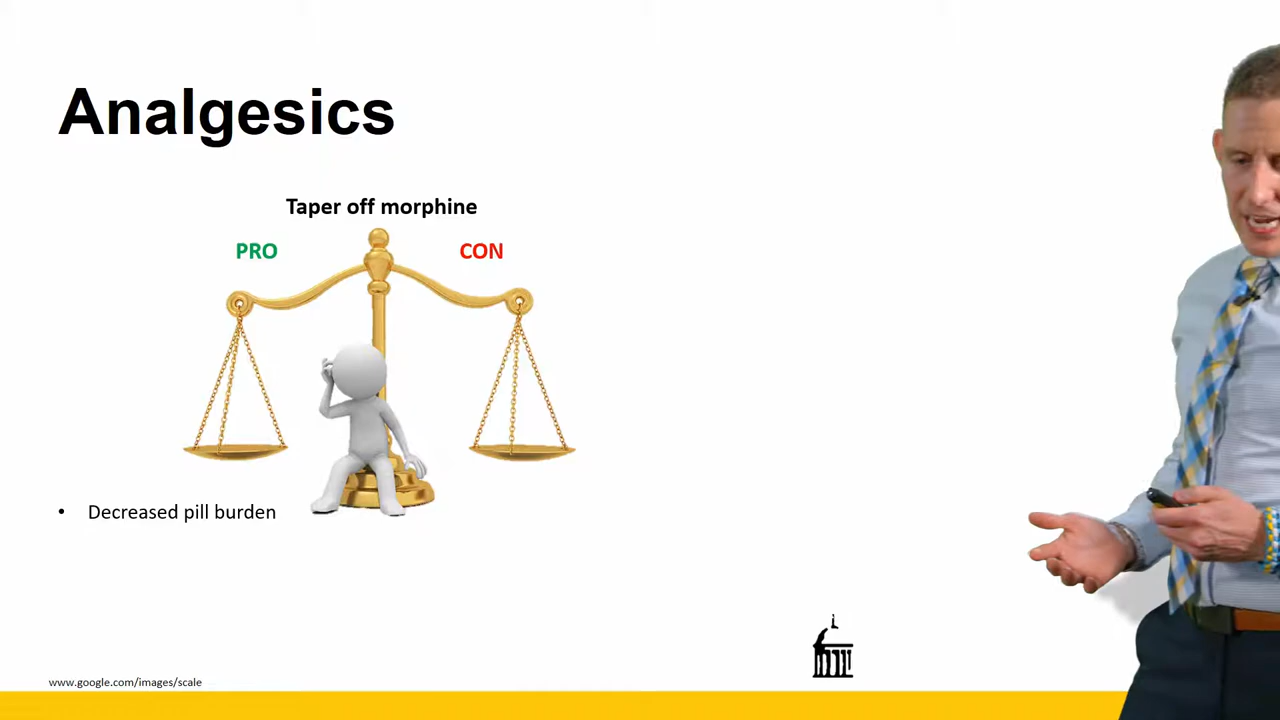 Analgesics
Taper off morphine
PRO CON
• Decreased pill burden
www.google.com/images/scale